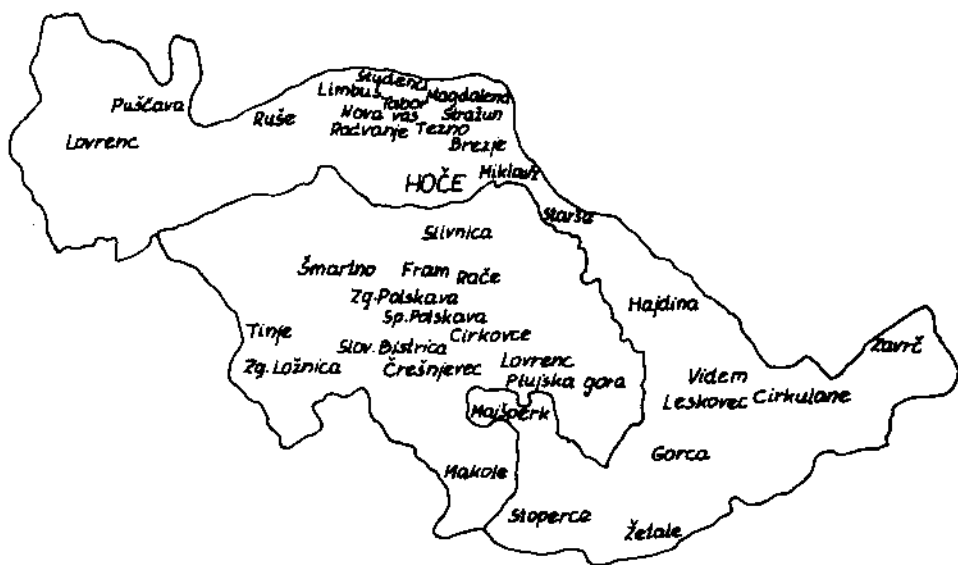 Studenci
Limbuš
Tabor
Magdalena
Puščava
Ruše
Nova vas
Stražun
Radvanje
Tezno
Lovrenc
Brezje
Miklavž
HOČE
Starše
Slivnica
Šmartno
Fram
Rače
Zg. Polskava
Hajdina
Sp. Polskava
Tinje
Cirkovce
Slov. Bistrica
Završ
Zg. Ložnica
Črešnjevec
Lovrenc
Videm
Ptujska gora
Leskovec
Cirkulane
Majšperk
Gorca
Makole
Stoperce
Žetale